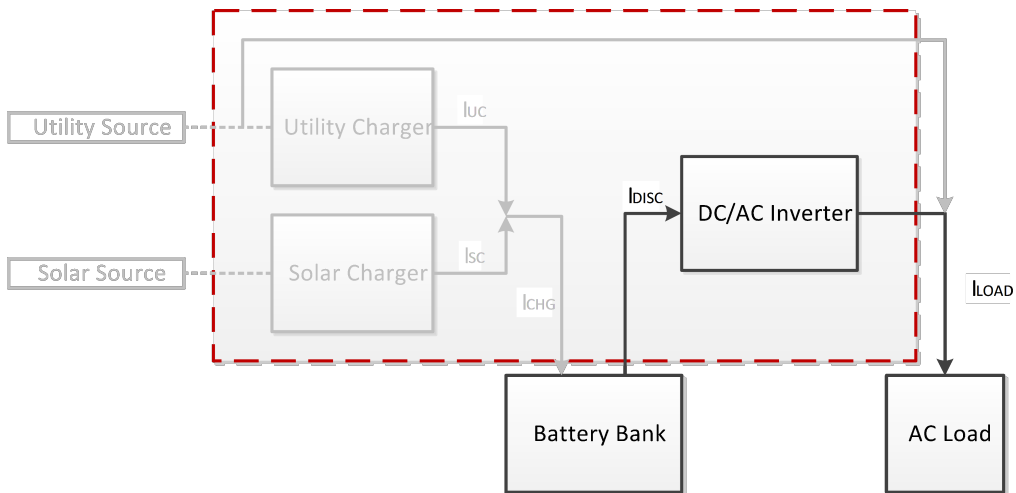 Utility Source
Utility Charger
IUC
Solar Source
Solar Charger
ISC
ICHG
IDISC
DC/AC Inverter
ILOAD
Battery Bank
AC Load